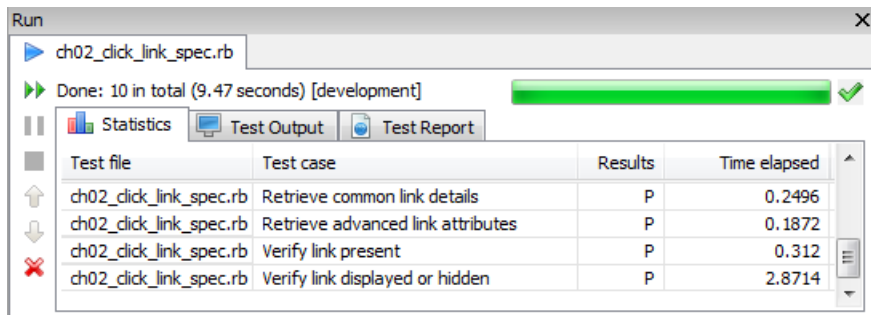 Run
ch02_click_link_spec.rb
Done: 10 in total (9.47 seconds) [development]
Statistics Test Output Test Report
Test file Test case Results Time elapsed
ch02_click_link_spec.rb Retrieve common link details P 0.2496
ch02_click_link_spec.rb Retrieve advanced link attributes P 0.1872
ch02_click_link_spec.rb Verify link present P 0.312
ch02_click_link_spec.rb Verify link displayed or hidden P 2.8714